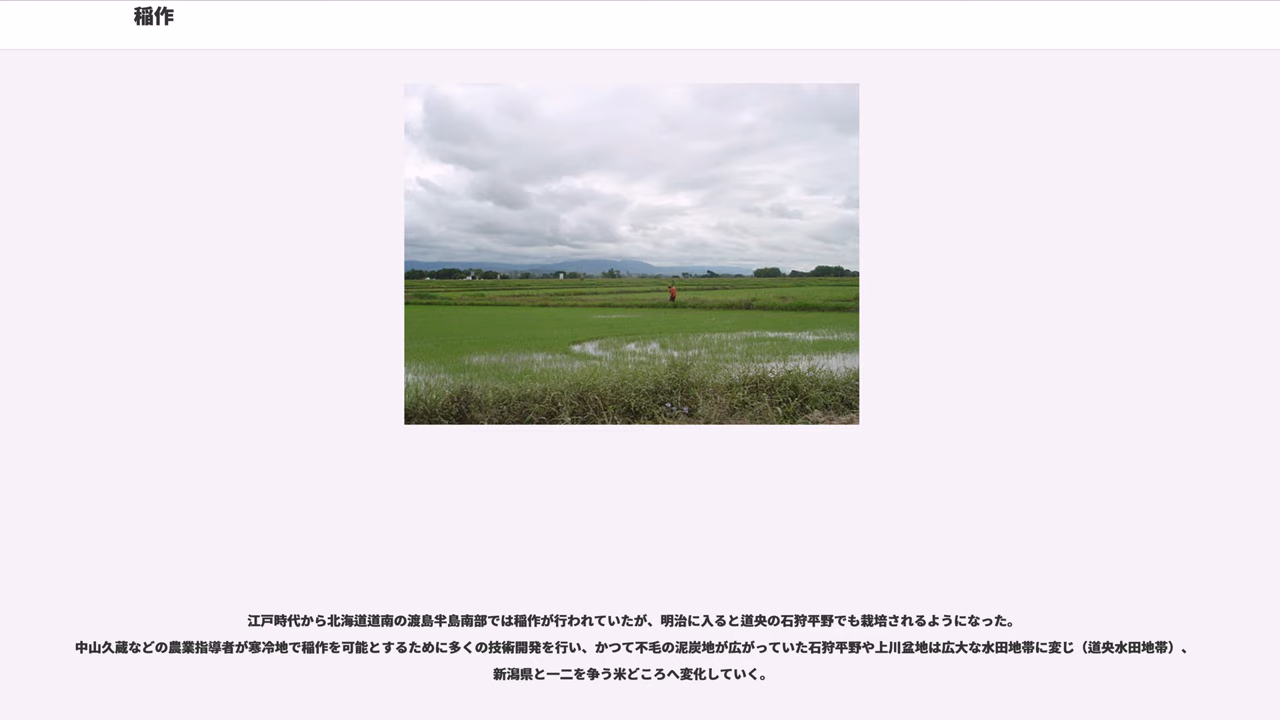 稲作
江戸時代から北海道道南の渡島半島南部では稲作が行われていたが、明治に入ると道央の石狩平野でも栽培されるようになった。
中山久蔵などの農業指導者が寒冷地で稲作を可能とするために多くの技術開発を行い、かつて不毛の泥炭地が広がっていた石狩平野や上川盆地は広大な水田地帯に変じ（道央水田地帯）、
新潟県と一二を争う米どころへ変化していく。